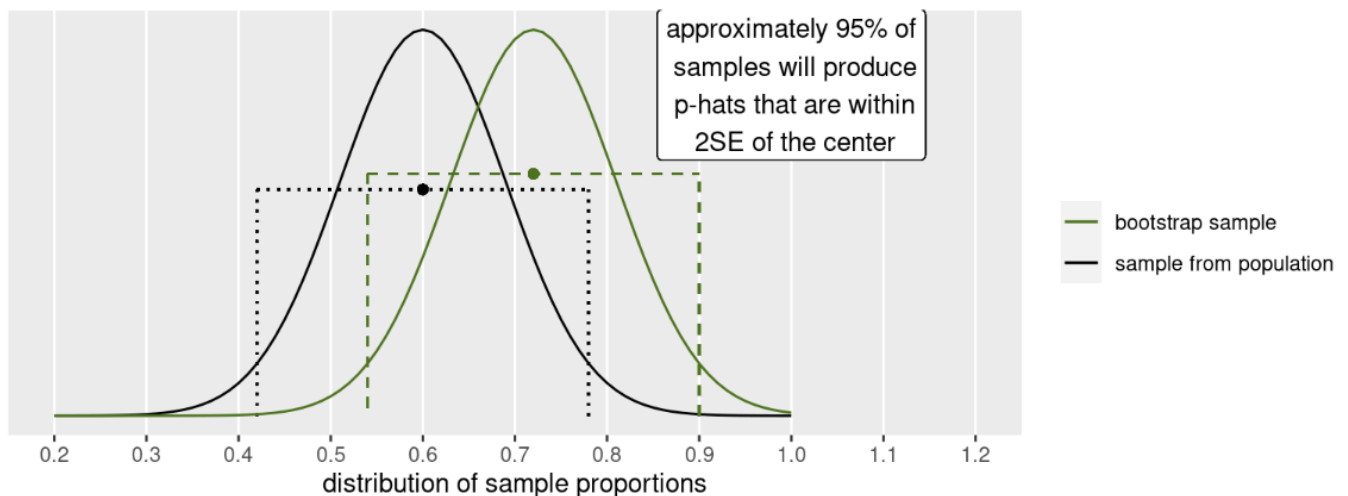 approximately 95% of
samples will produce
p-hats that are within
2SE of the center
bootstrap sample
sample from population
0.2 0.3 0.4 0.5 0.6 0.7 0.8 0.9 1.0 1.1 1.2
distribution of sample proportions